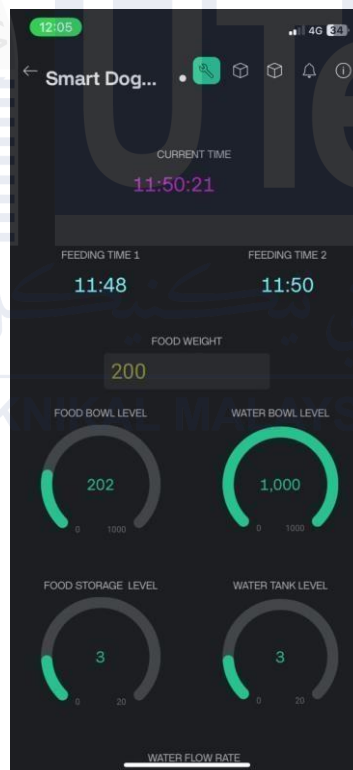 12:05
4G 34
Smart Dog...
CURRENT TIME
11:50:21
FEEDING TIME 1 FEEDING TIME 2
11:48 11:50
FOOD WEIGHT
200
FOOD BOWL LEVEL WATER BOWL LEVEL
202 1,000
0 1000 0 1000
FOOD STORAGE LEVEL WATER TANK LEVEL
3 3
0 20 0 20
WATER FLOW RATE